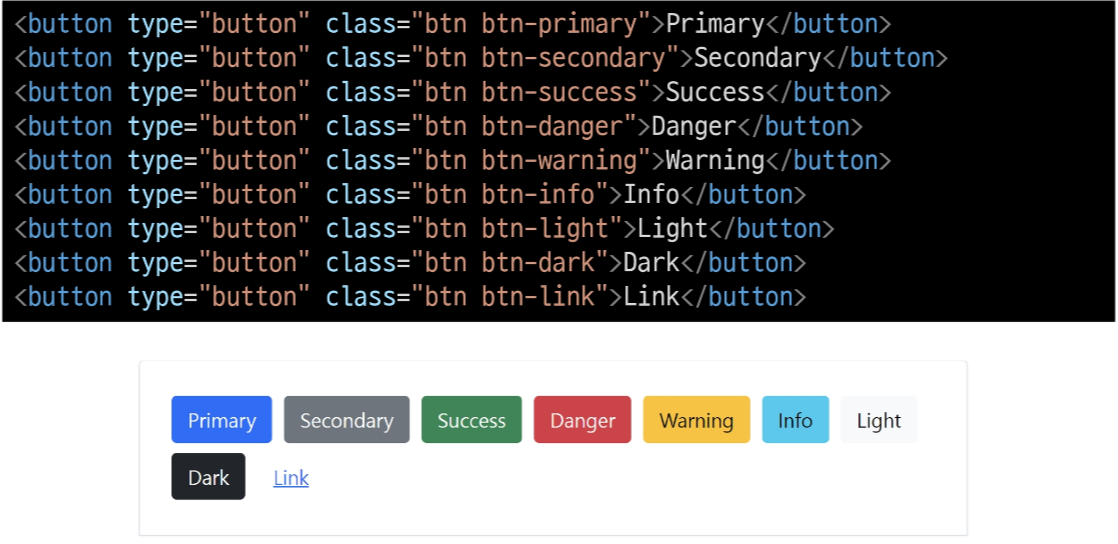 <button type="button" class="btn btn-primary">Primary</button>
<button type="button" class="btn btn-secondary">Secondary</button>
<button type="button" class="btn btn-success">Success</button>
<button type="button" class="btn btn-danger">Danger</button>
<button type="button" class="btn btn-warning">Warning</button>
<button type="button" class="btn btn-info">Info</button>
<button type="button" class="btn btn-light">Light</button>
<button type="button" class="btn btn-dark">Dark</button>
<button type="button" class="btn btn-link">Link</button>
Primary Secondary Success Danger Warning Info Light
Dark Link